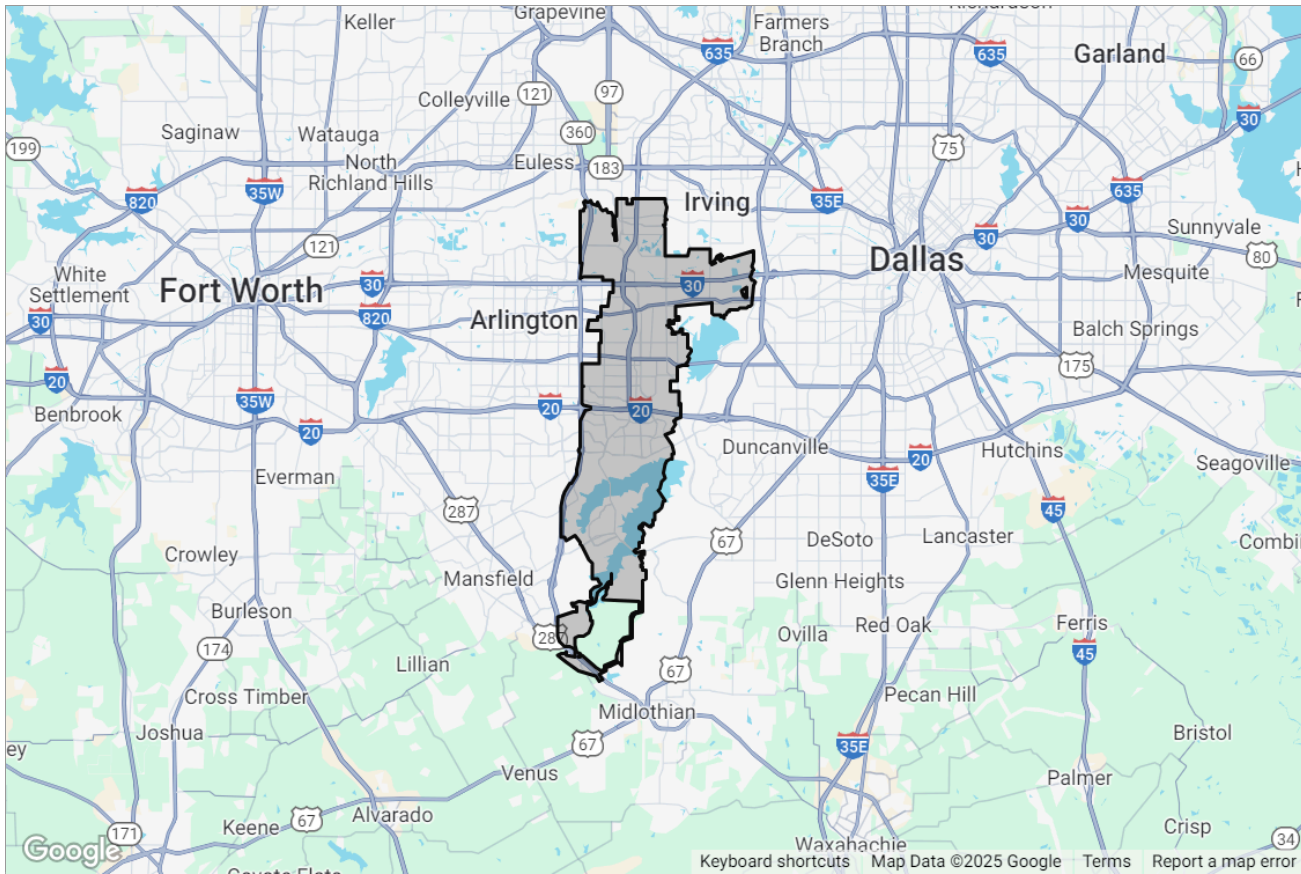 Keller
Grapevine
Farmers
Branch
635
635
Garland
66
Colleyville
121
97
30
Saginaw
Watauga
360
75
199
North
Richland Hills
Euless
183
820
35W
35E
635
Irving
30
Sunnyvale
121
30
80
White
Settlement
Fort Worth
30
30
Dallas
Mesquite
30
820
Arlington
Balch Springs
175
20
35W
20
20
Benbrook
20
Duncanville
20
Hutchins
Seagoville
Everman
35E
287
45
67
Lancaster
Crowley
DeSoto
Combi
Mansfield
Glenn Heights
Burleson
Ferris
287
Ovilla
Red Oak
174
45
Lillian
67
Cross Timber
Pecan Hill
Midlothian
Joshua
67
Bristol
35E
ey
Venus
Palmer
Alvarado
67
Keene
171
Crisp
34
Waxahachie
Google
Keyboard shortcuts
Map Data ©2025 Google
Terms
Report a map error